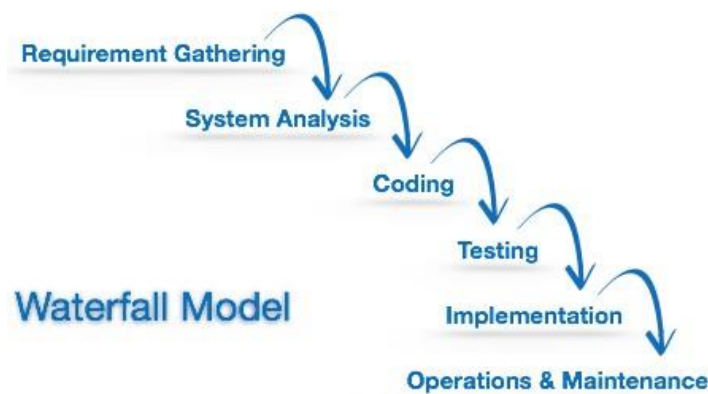 Requirement Gathering
System Analysis
Coding
Testing
Waterfall Model
Implementation
Operations & Maintenance